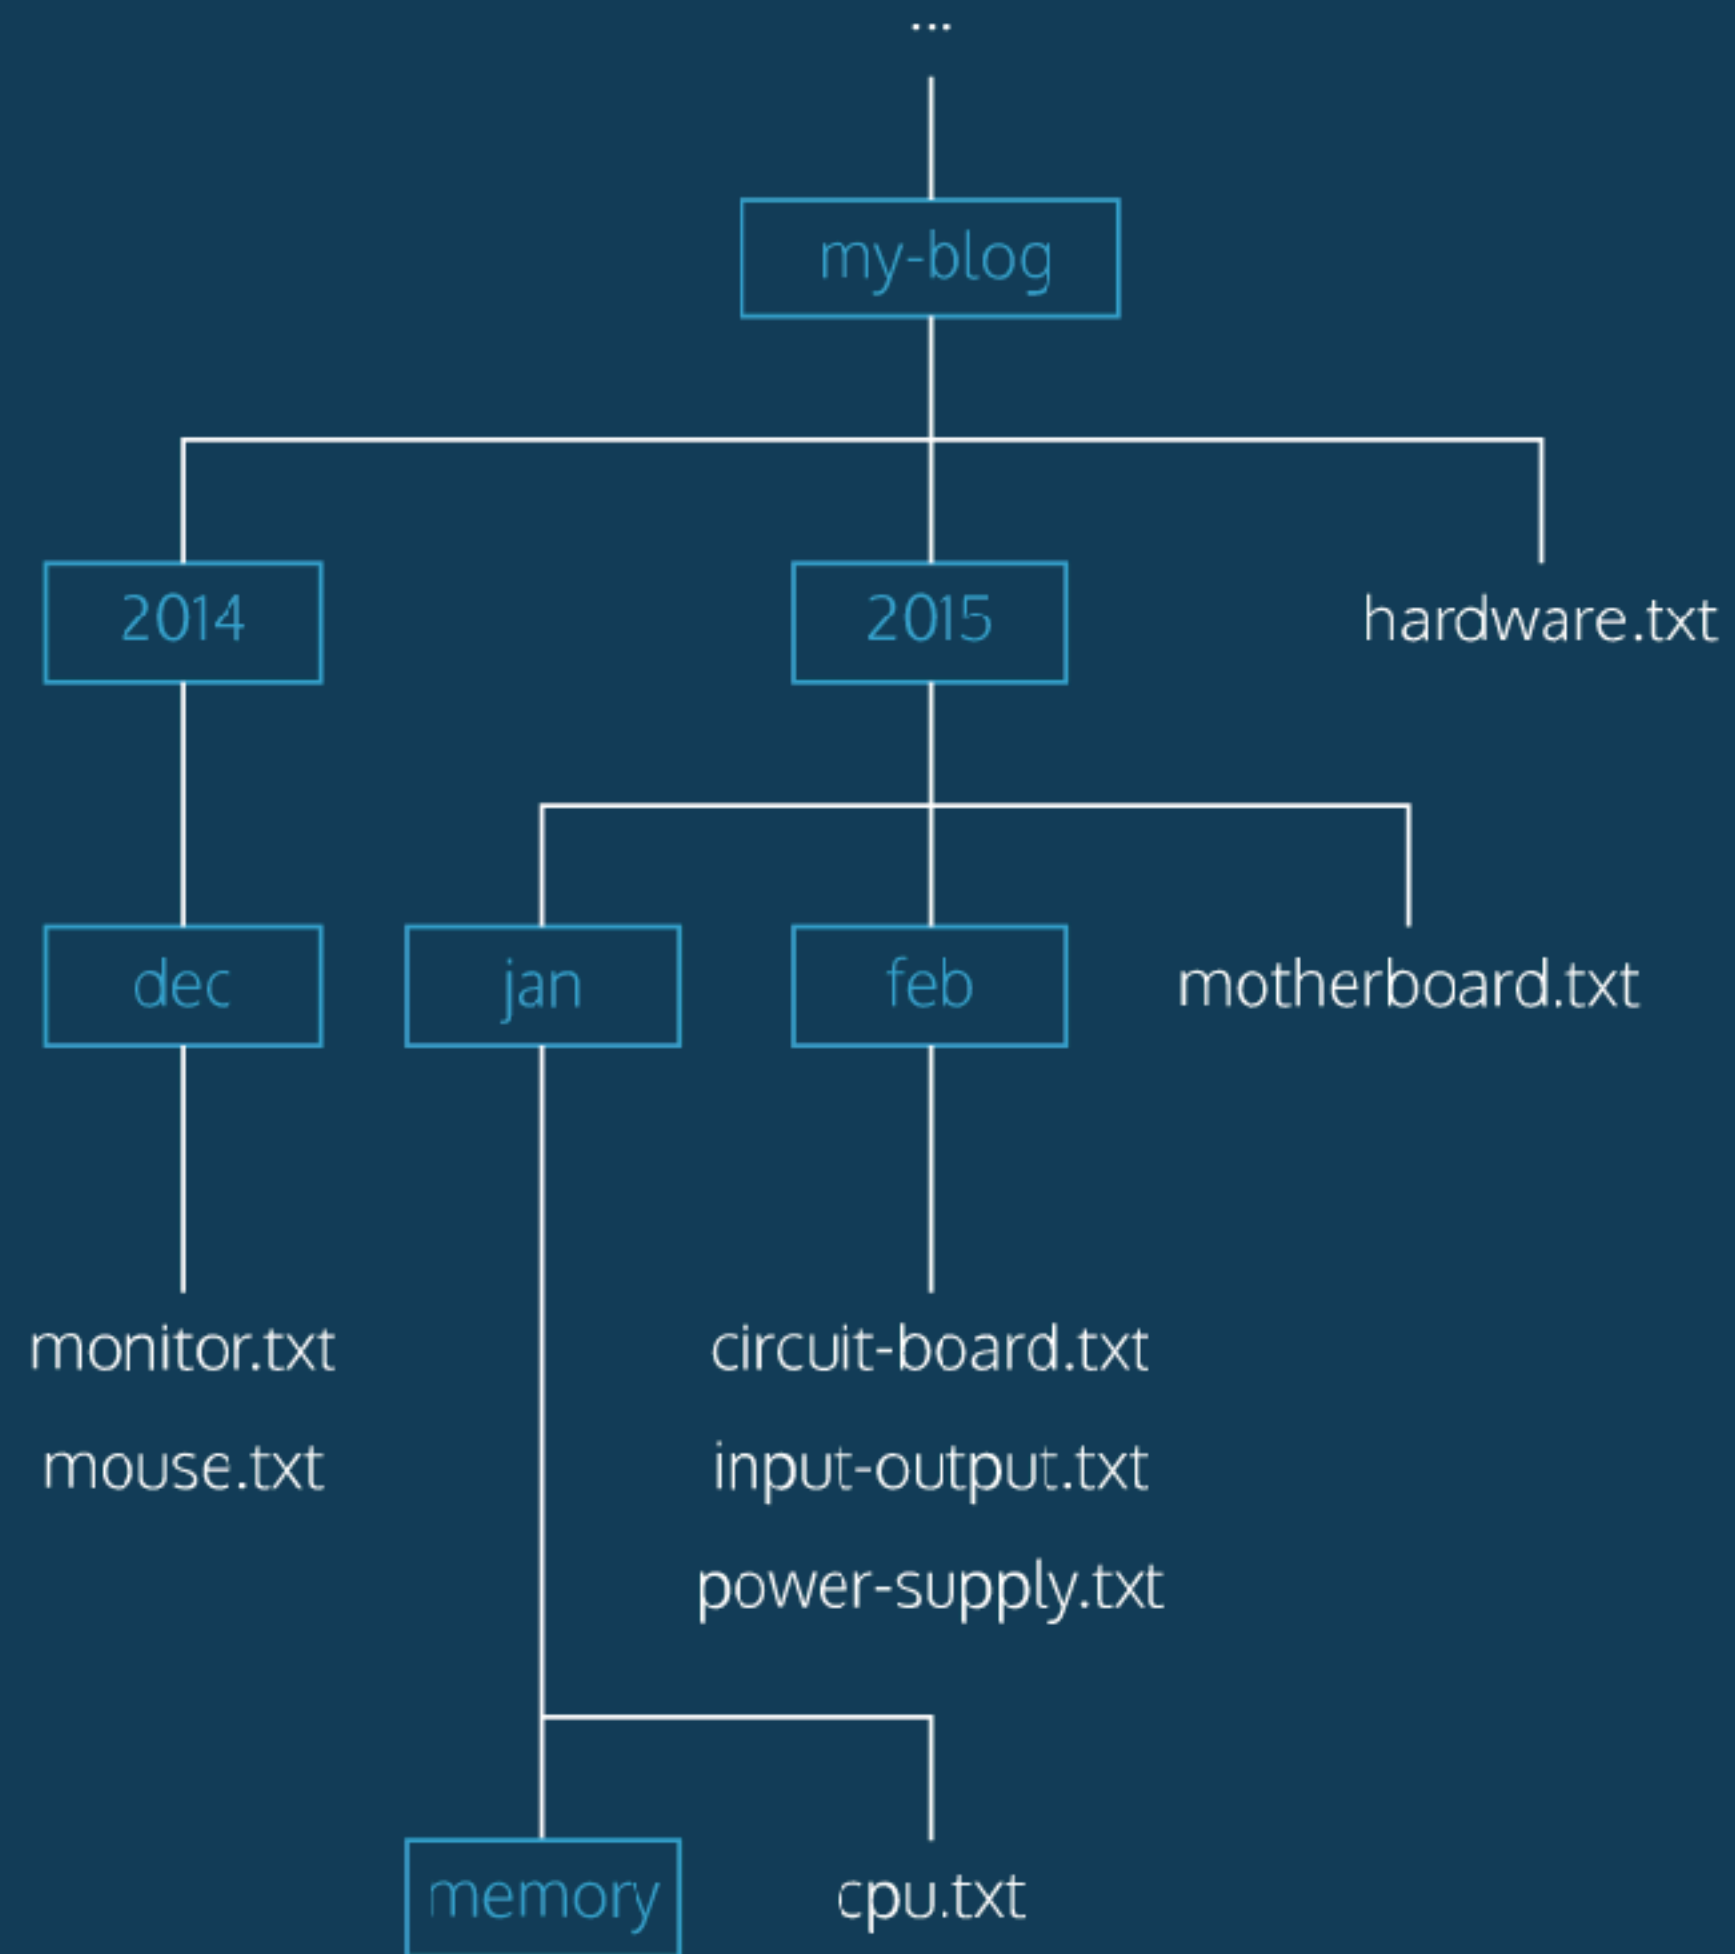 ...
my-blog
2014
2015
hardware.txt
dec
jan
feb
motherboard.txt
monitor.txt
circuit-board.txt
mouse.txt
input-output.txt
power-supply.txt
memory
cpu.txt